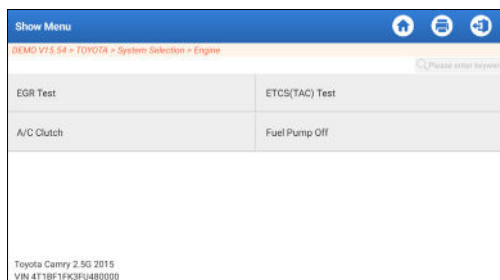 Show Menu
DEMO V15.54 > TOYOTA > System Selection > Engine
Please enter keyword
EGR Test
ETCS(TAC) Test
A/C Clutch
Fuel Pump Off
Toyota Camry 2.5G 2015
VIN 4T1BF1FK3FU480000